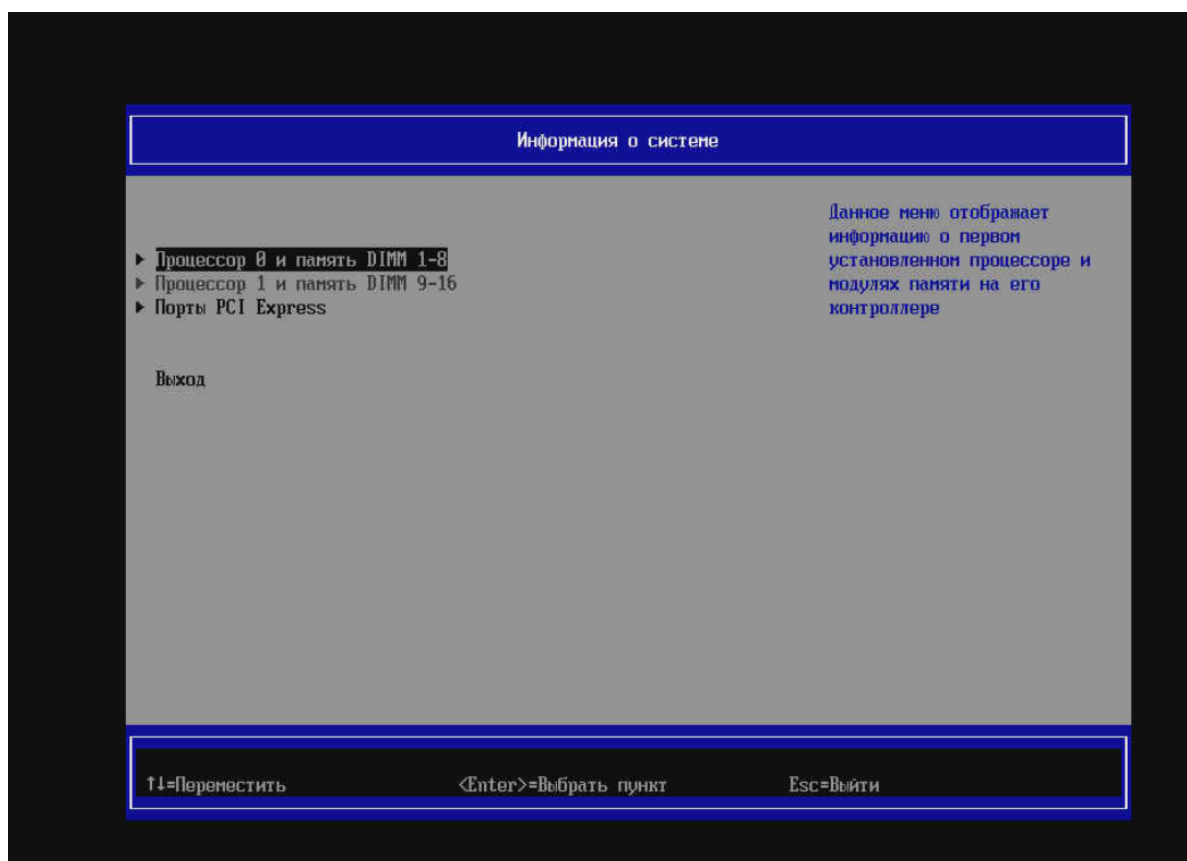 Информация о системе
▶ Процессор 0 и память DIMM 1-8
▶ Процессор 1 и память DIMM 9-16
▶ Порты PCI Express
Выход
Данное меню отображает
информацию о первом
установленном процессоре и
модулях памяти на его
контроллере
↑↓=Переместить <Enter>=Выбрать пункт Esc=Выйти